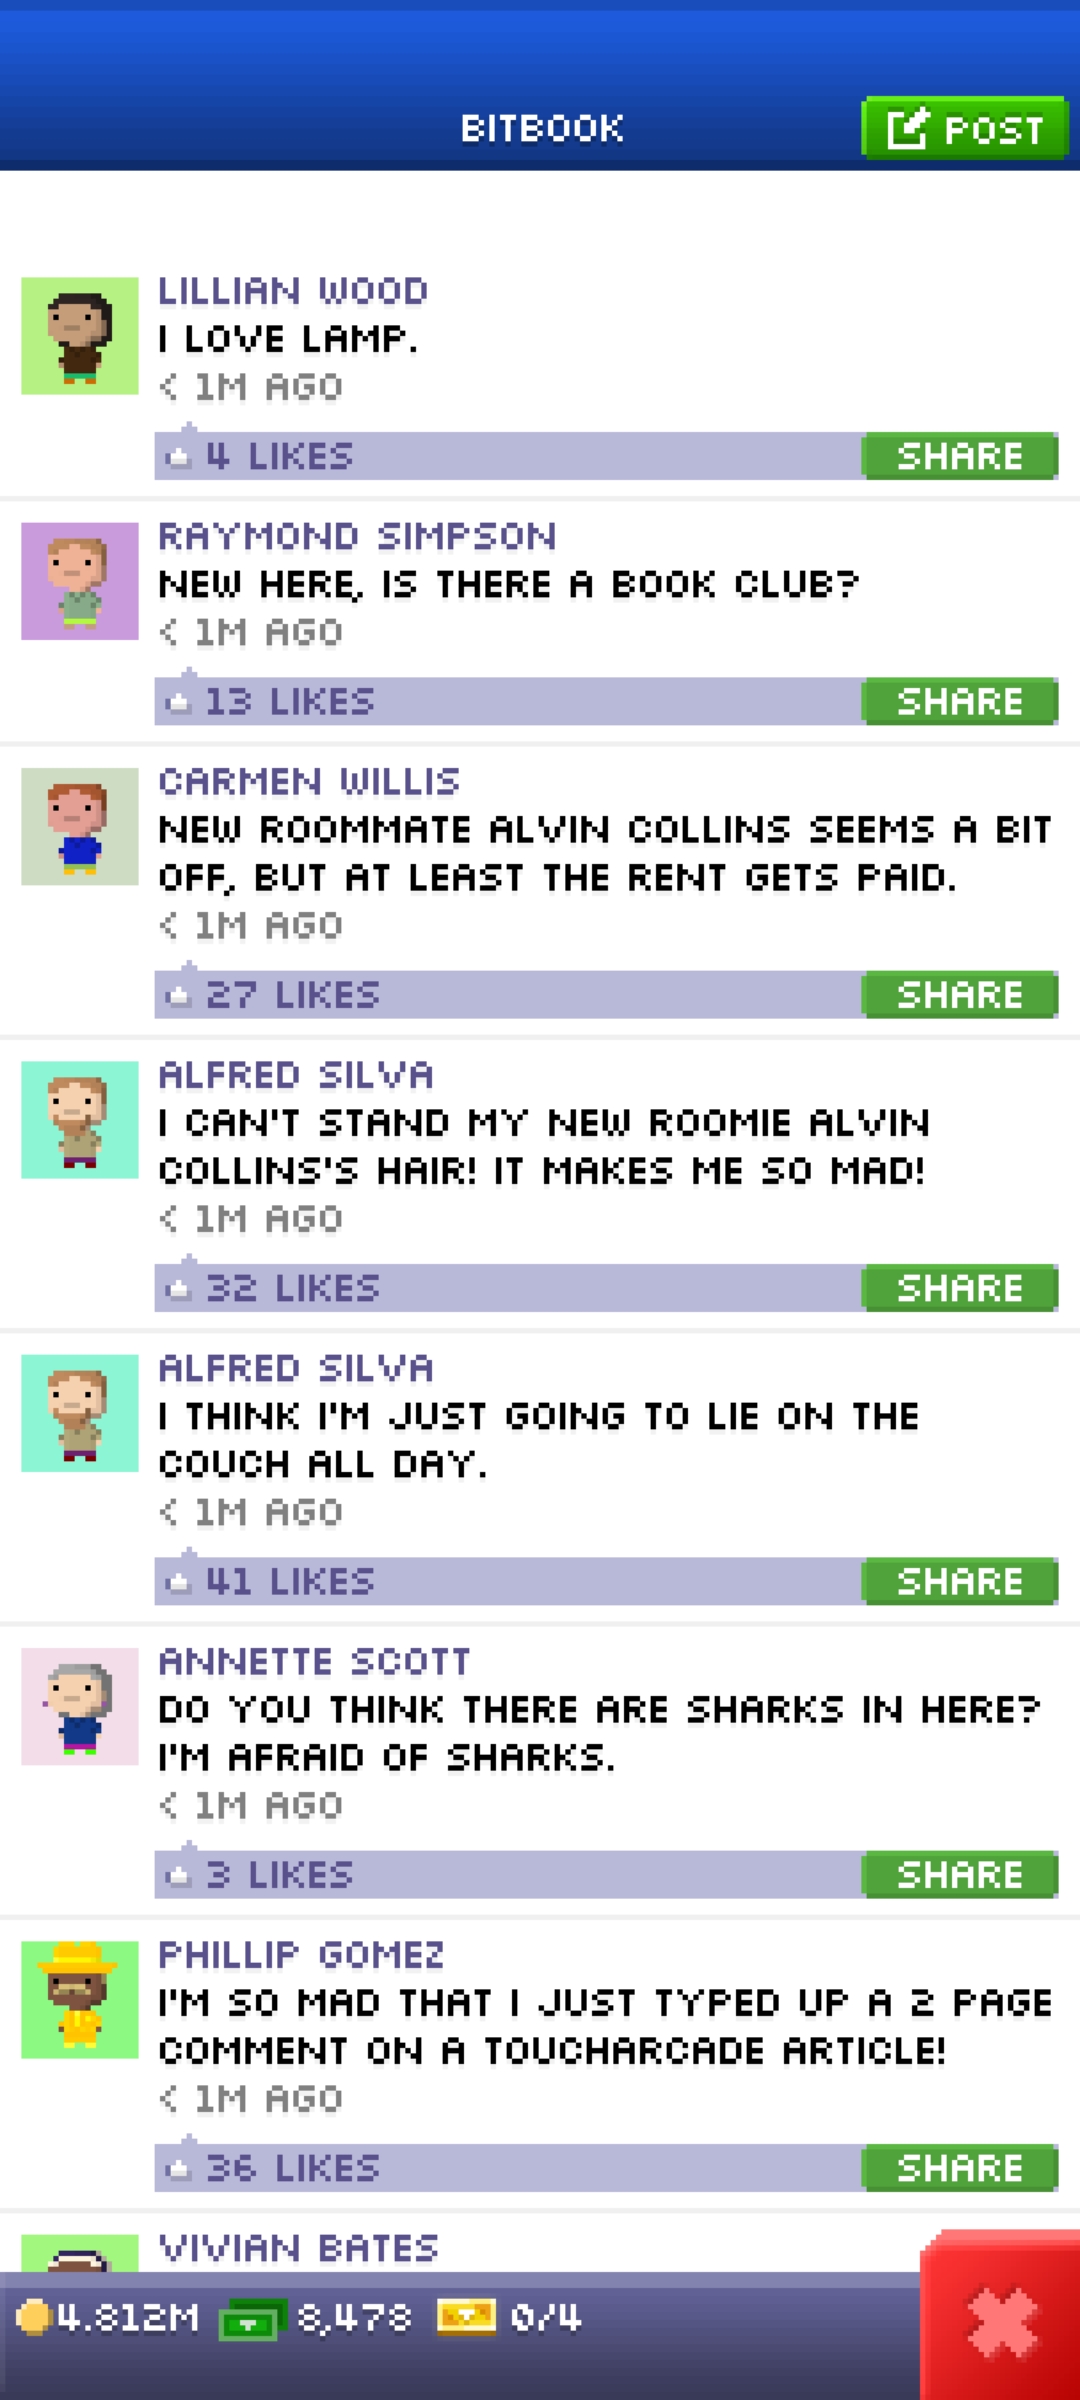 BITBOOK
POST
LILLIAN WOOD
I LOVE LAMP.
< 1M AGO
4 LIKES
SHARE
RAYMOND SIMPSON
NEW HERE, IS THERE A BOOK CLUB?
< 1M AGO
13 LIKES
SHARE
CARMEN WILLIS
NEW ROOMMATE ALVIN COLLINS SEEMS A BIT
OFF, BUT AT LEAST THE RENT GETS PAID.
< 1M AGO
27 LIKES
SHARE
ALFRED SILVA
I CAN'T STAND MY NEW ROOMIE ALVIN
COLLINS'S HAIR! IT MAKES ME SO MAD!
< 1M AGO
32 LIKES
SHARE
ALFRED SILVA
I THINK I'M JUST GOING TO LIE ON THE
COUCH ALL DAY.
< 1M AGO
41 LIKES
SHARE
ANNETTE SCOTT
DO YOU THINK THERE ARE SHARKS IN HERE?
I'M AFRAID OF SHARKS.
< 1M AGO
3 LIKES
SHARE
PHILLIP GOMEZ
I'M SO MAD THAT I JUST TYPED UP A 2 PAGE
COMMENT ON A TOUCHARCADE ARTICLE!
< 1M AGO
36 LIKES
SHARE
VIVIAN BATES
4.812M 8,478 0/4